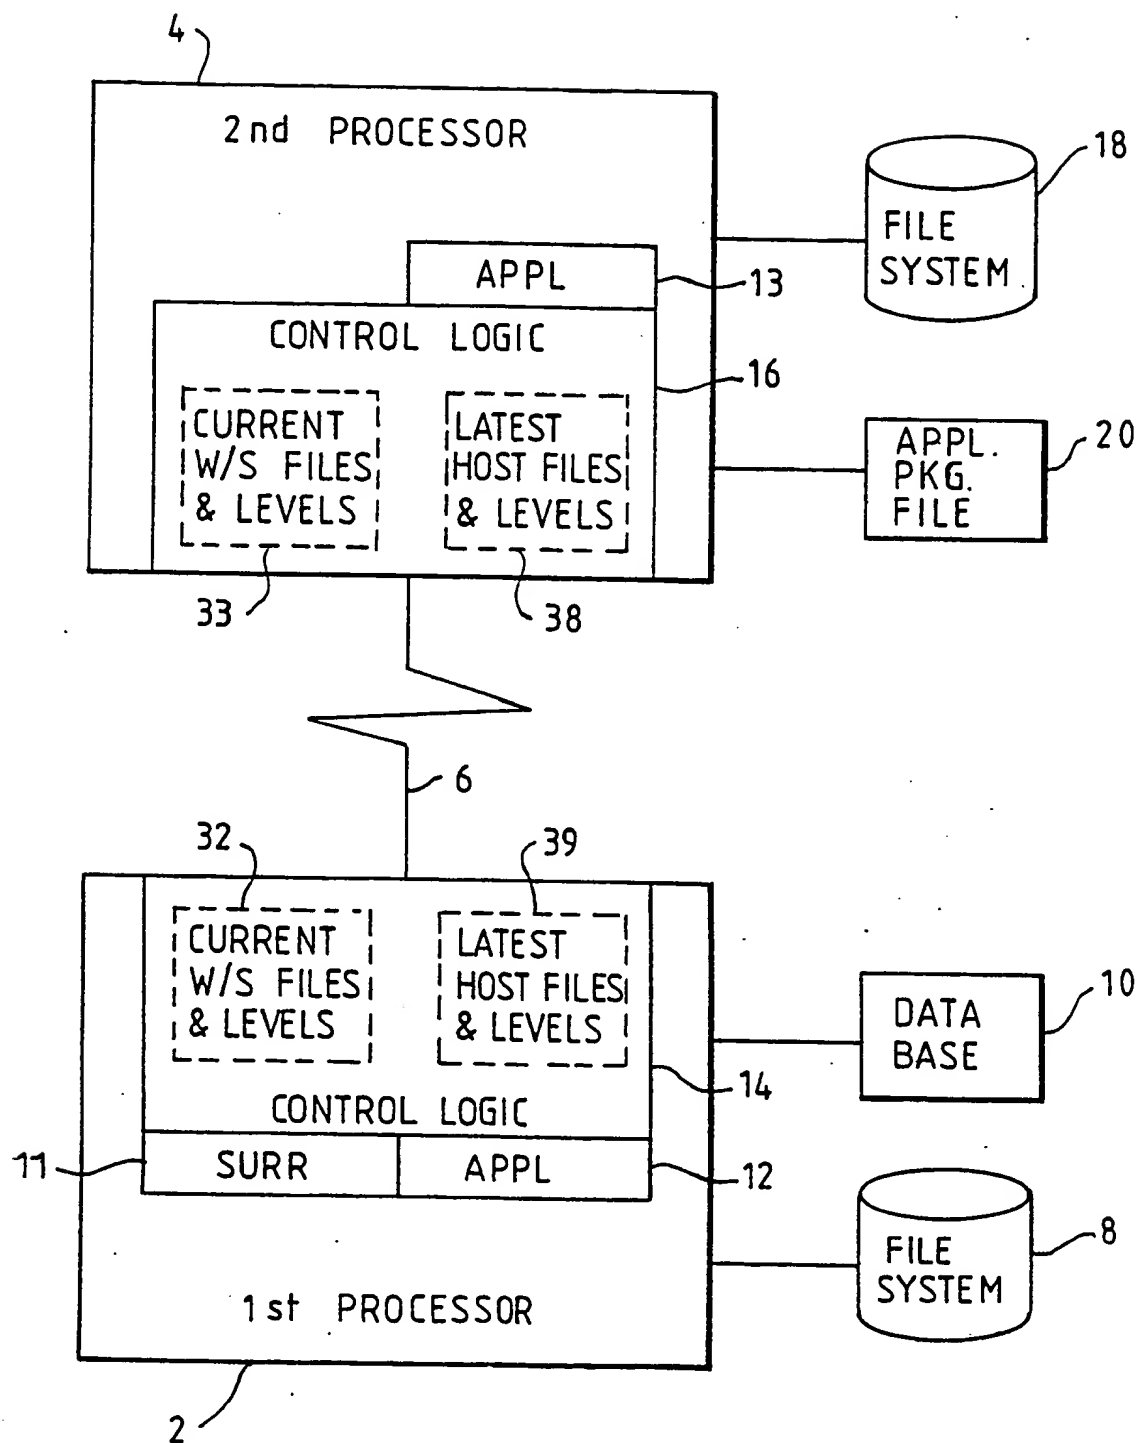 4
2nd PROCESSOR
18
FILE
SYSTEM
APPL
13
CONTROL LOGIC
16
CURRENT
W/S FILES
& LEVELS
LATEST
HOST FILES
& LEVELS
20
APPL.
PKG.
FILE
33
38
6
32
39
CURRENT
W/S FILES
& LEVELS
LATEST
HOST FILES
& LEVELS
10
DATA
BASE
14
CONTROL LOGIC
11
SURR
APPL
12
8
FILE
SYSTEM
1st PROCESSOR
2